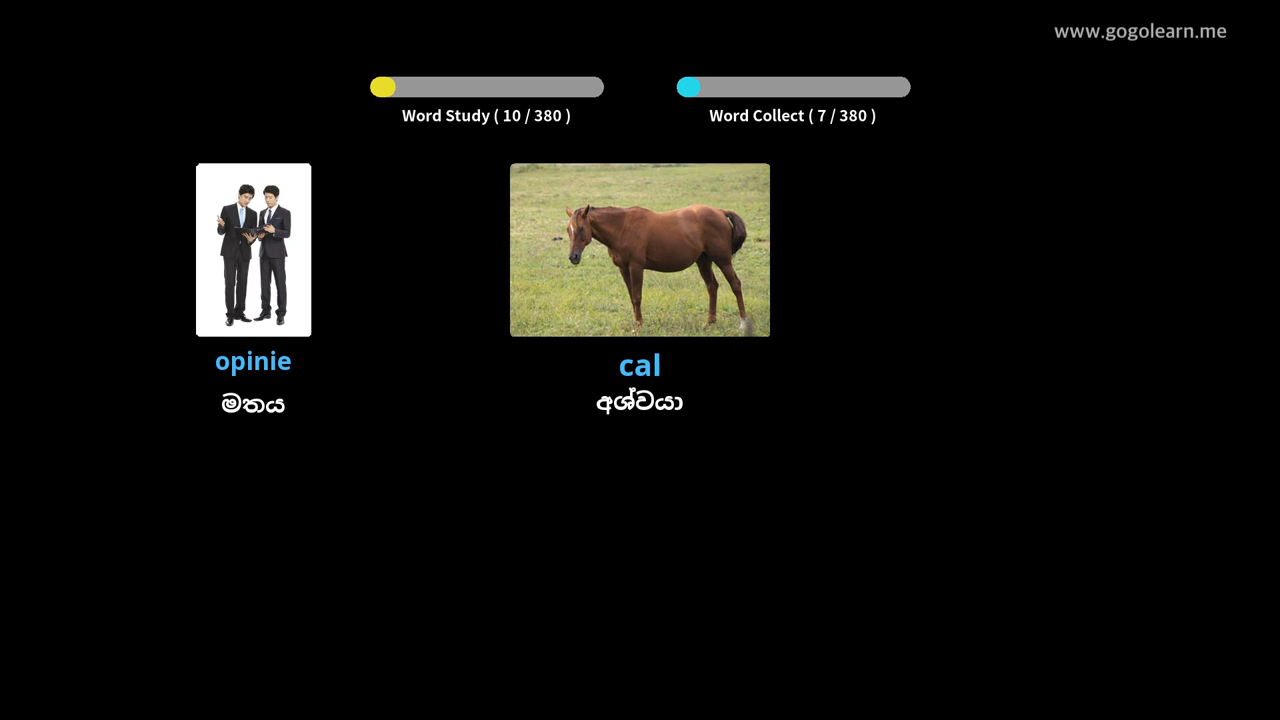 www.gogolearn.me
Word Study ( 10 / 380 )
Word Collect ( 7 / 380 )
opinie
මතය
cal
අශ්වයා